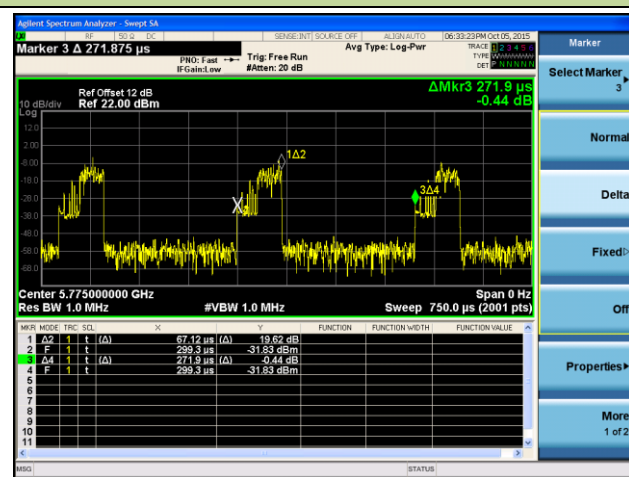 Agilent Spectrum Analyzer - Swept SA
RF 50 Ω DC SENSE:INT SOURCE OFF ALIGN AUTO 06:33:23PM Oct 05, 2015
Marker 3 Δ 271.875 µs
PNO: Fast
IFGain:Low
Trig: Free Run
#Atten: 20 dB
Avg Type: Log-Pwr
TRACE 1 2 3 4 5 6
TYPE
DET P N N N N N
Ref Offset 12 dB
10 dB/div Ref 22.00 dBm
Log
ΔMkr3 271.9 µs
-0.44 dB
12.0
2.00
-8.00
-18.0
-28.0
-38.0
-48.0
-58.0
-68.0
1Δ2
3Δ4
X
Center 5.775000000 GHz Span 0 Hz
Res BW 1.0 MHz #VBW 1.0 MHz Sweep 750.0 µs (2001 pts)
MKR MODE TRC SCL X Y FUNCTION FUNCTION WIDTH FUNCTION VALUE
1 Δ2 1 t (Δ) 67.12 µs (Δ) 19.62 dB
2 F 1 t 299.3 µs -31.83 dBm
3 Δ4 1 t (Δ) 271.9 µs (Δ) -0.44 dB
4 F 1 t 299.3 µs -31.83 dBm
5
6
7
8
9
10
11
MSG STATUS
Marker
Select Marker
3
Normal
Delta
Fixed
Off
Properties
More
1 of 2